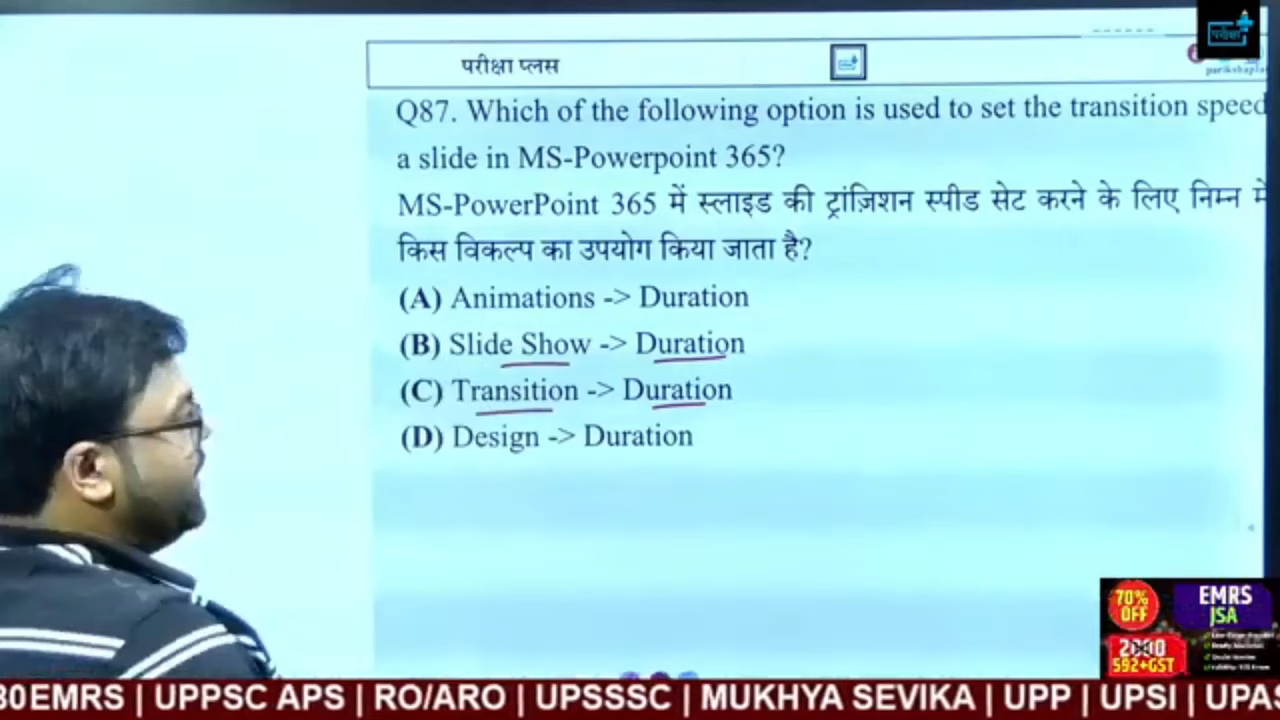 परीक्षा
परीक्षा प्लस
Q87. Which of the following option is used to set the transition speed
a slide in MS-Powerpoint 365?
MS-PowerPoint 365 में स्लाइड की ट्रांज़िशन स्पीड सेट करने के लिए निम्न में
किस विकल्प का उपयोग किया जाता है?
(A) Animations -> Duration
(B) Slide Show -> Duration
(C) Transition -> Duration
(D) Design -> Duration
70% OFF
EMRS
JSA
592+GST
EMRS | UPPSC APS | RO/ARO | UPSSSC | MUKHYA SEVIKA | UPP | UPSI |